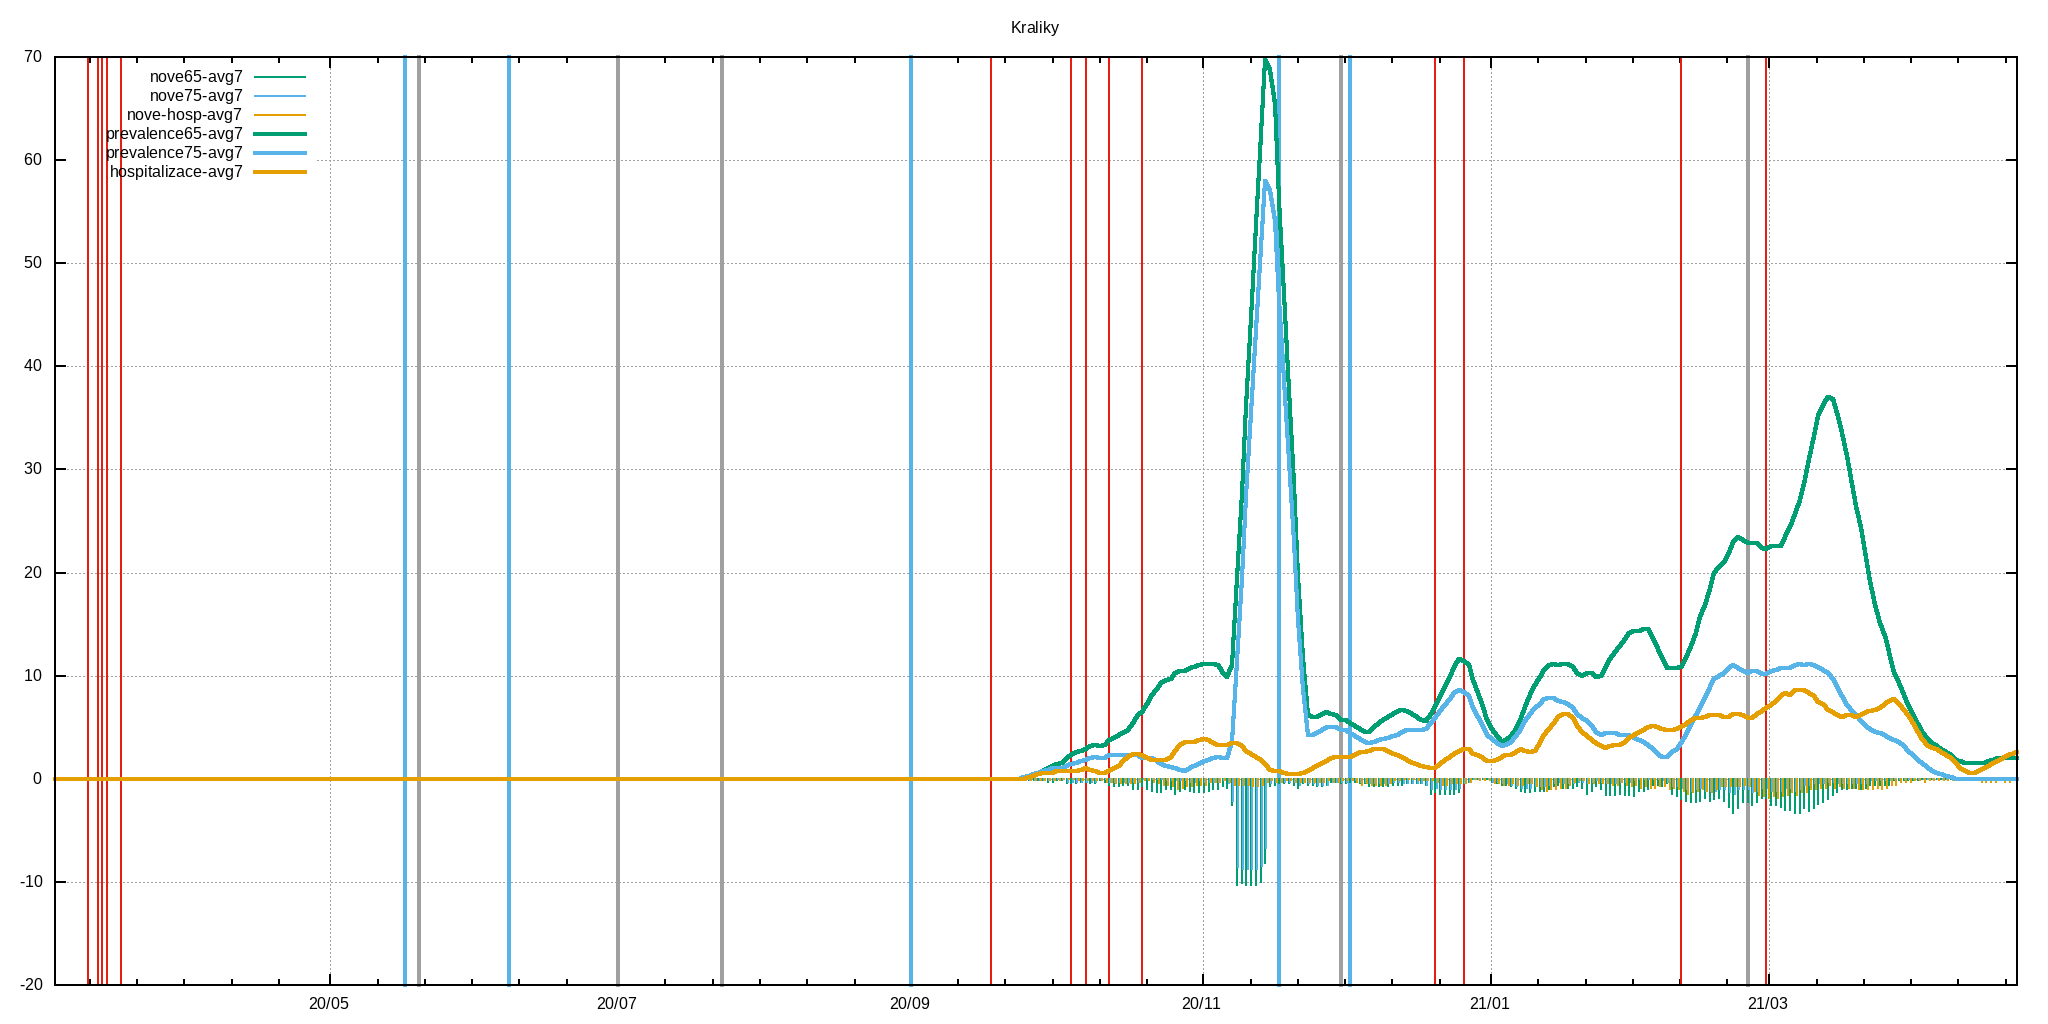 Kraliky
70
60
50
40
30
20
10
0
-10
-20
nove65-avg7
nove75-avg7
nove-hosp-avg7
prevalence65-avg7
prevalence75-avg7
hospitalizace-avg7
20/05
20/07
20/09
20/11
21/01
21/03